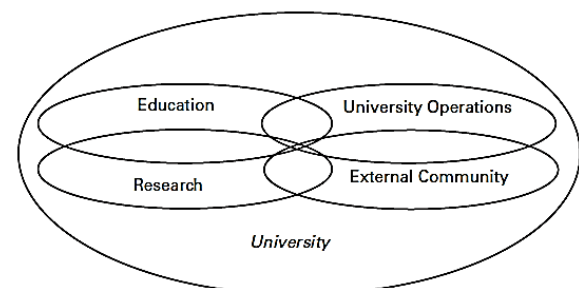 Education
University Operations
Research
External Community
University